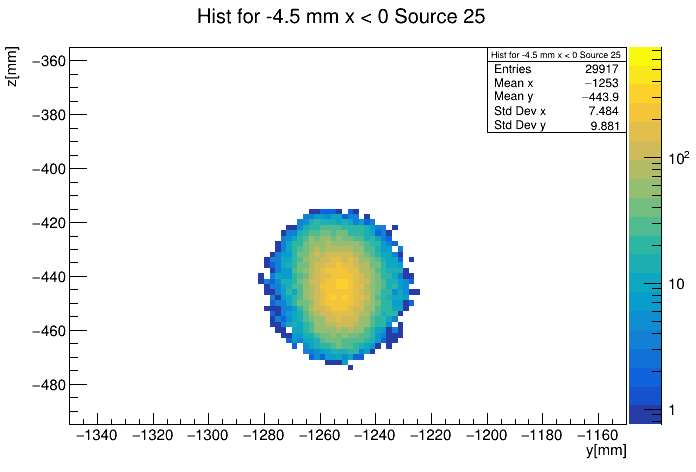 Hist for -4.5 mm x < 0 Source 25
z[mm]
Hist for -4.5 mm x < 0 Source 25
Entries 29917
Mean x −1253
Mean y −443.9
Std Dev x 7.484
Std Dev y 9.881
−360
−380
−400
−420
−440
−460
−480
10²
10
1
−1340 −1320 −1300 −1280 −1260 −1240 −1220 −1200 −1180 −1160
y[mm]